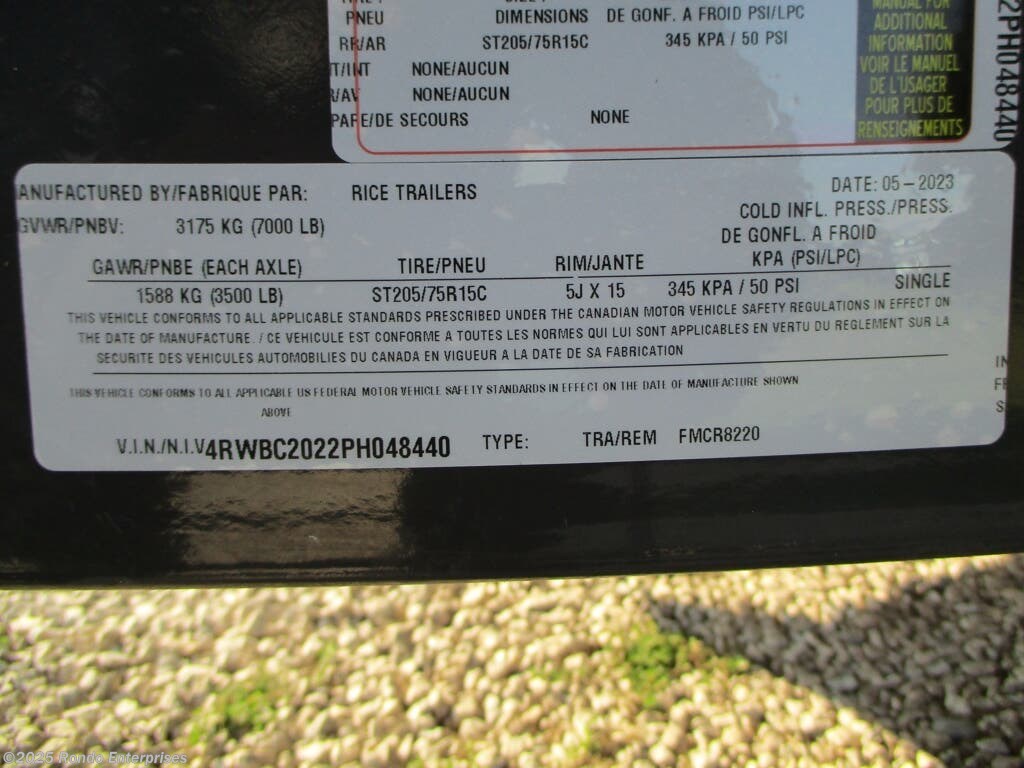 PNEU DIMENSIONS DE GONF. A FROID PSI/LPC
RR/AR ST205/75R15C 345 KPA / 50 PSI
T/INT NONE/AUCUN
R/AV NONE/AUCUN
PARE/DE SECOURS NONE
MANUAL FOR
ADDITIONAL
INFORMATION
VOIR LE MANUEL
DE L'USAGER
POUR PLUS DE
RENSEIGNEMENTS
2PH048440
ANUFACTURED BY/FABRIQUE PAR: RICE TRAILERS DATE: 05-2023
GVWR/PNBV: 3175 KG (7000 LB) COLD INFL. PRESS./PRESS.
DE GONFL. A FROID
GAWR/PNBE (EACH AXLE) TIRE/PNEU RIM/JANTE KPA (PSI/LPC)
1588 KG (3500 LB) ST205/75R15C 5J X 15 345 KPA / 50 PSI SINGLE
THIS VEHICLE CONFORMS TO ALL APPLICABLE STANDARDS PRESCRIBED UNDER THE CANADIAN MOTOR VEHICLE SAFETY REGULATIONS IN EFFECT ON
THE DATE OF MANUFACTURE. / CE VEHICULE EST CONFORME A TOUTES LES NORMES QUI LUI SONT APPLICABLES EN VERTU DU REGLEMENT SUR LA
SECURITE DES VEHICULES AUTOMOBILIES DU CANADA EN VIGUEUR A LA DATE DE SA FABRICATION
THIS VEHICLE CONFORMS TO ALL APPLICABLE US FEDERAL MOTOR VEHICLE SAFETY STANDARDS IN EFFECT ON THE DATE OF MANUFACTURE SHOWN
ABOVE
V.I.N./N.I.V 4RWBC2022PH048440 TYPE: TRA/REM FMCR8220
©2025 Rondo Enterprises